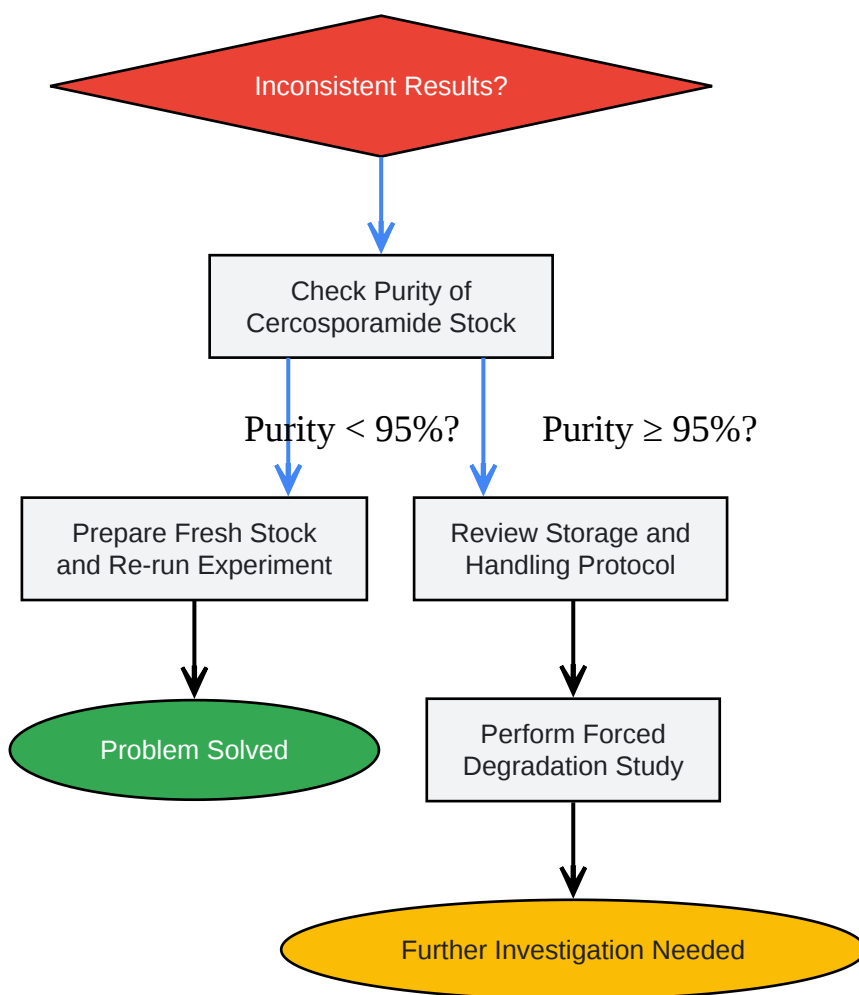 Inconsistent Results?
Check Purity of
Cercosporamide Stock
Purity < 95%?
Purity ≥ 95%?
Prepare Fresh Stock
and Re-run Experiment
Review Storage and
Handling Protocol
Problem Solved
Perform Forced
Degradation Study
Further Investigation Needed